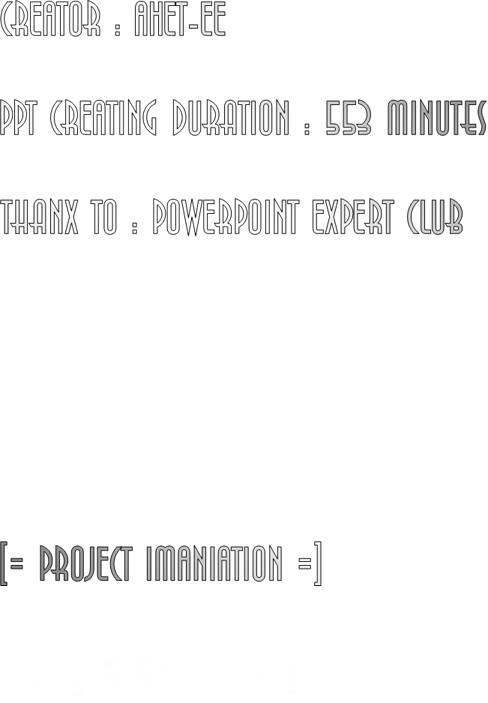 CREATOR : AHET-EE
PPT CREATING DURATION : 553 MINUTES
THANX TO : POWERPOINT EXPERT CLUB
[= PROJECT IMANIATION =]